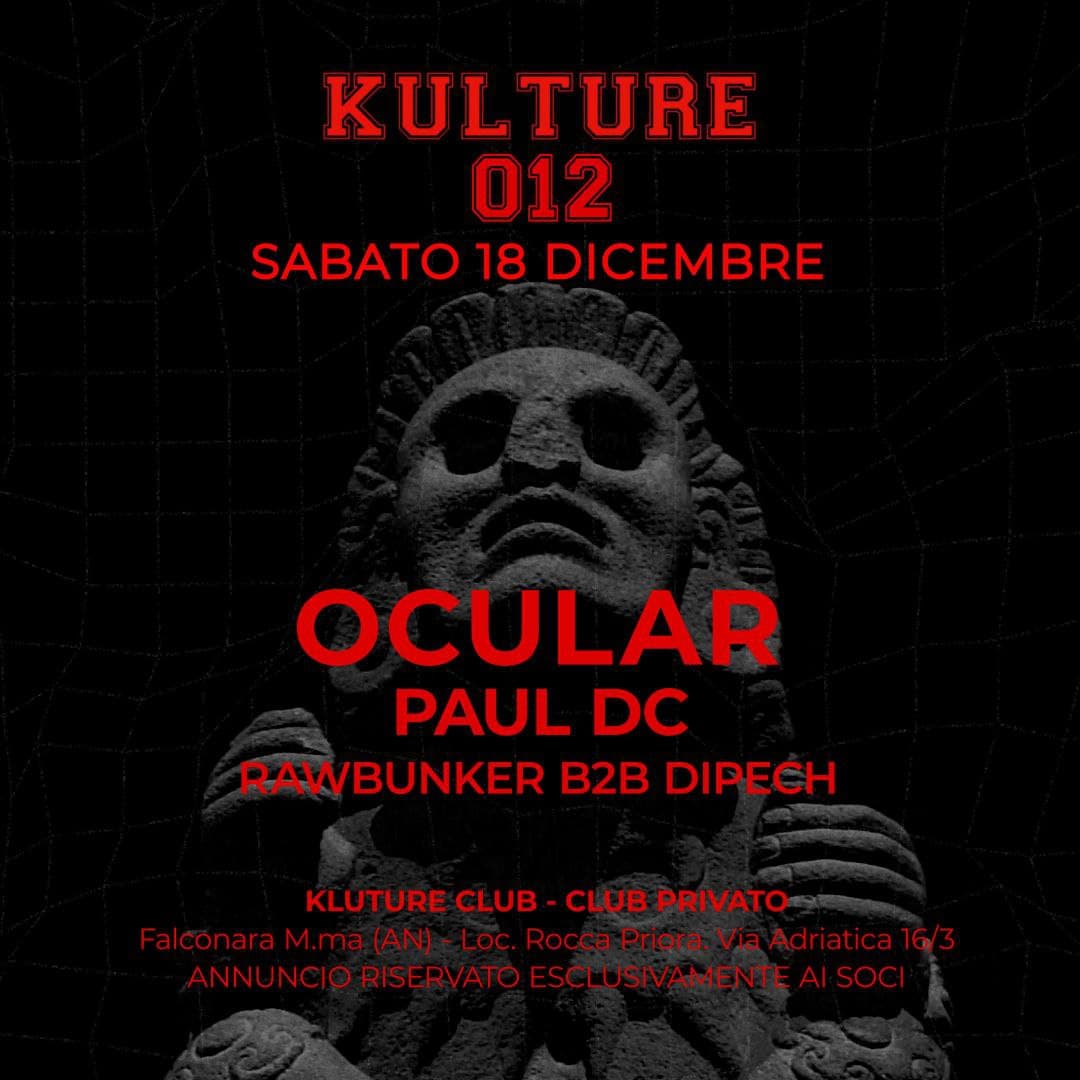 KULTURE
012
SABATO 18 DICEMBRE
OCULAR
PAUL DC
RAWBUNKER B2B DIPECH
KLUTURE CLUB - CLUB PRIVATO
Falconara M.ma (AN) - Loc. Rocca Priora. Via Adriatica 16/3
ANNUNCIO RISERVATO ESCLUSIVAMENTE AI SOCI